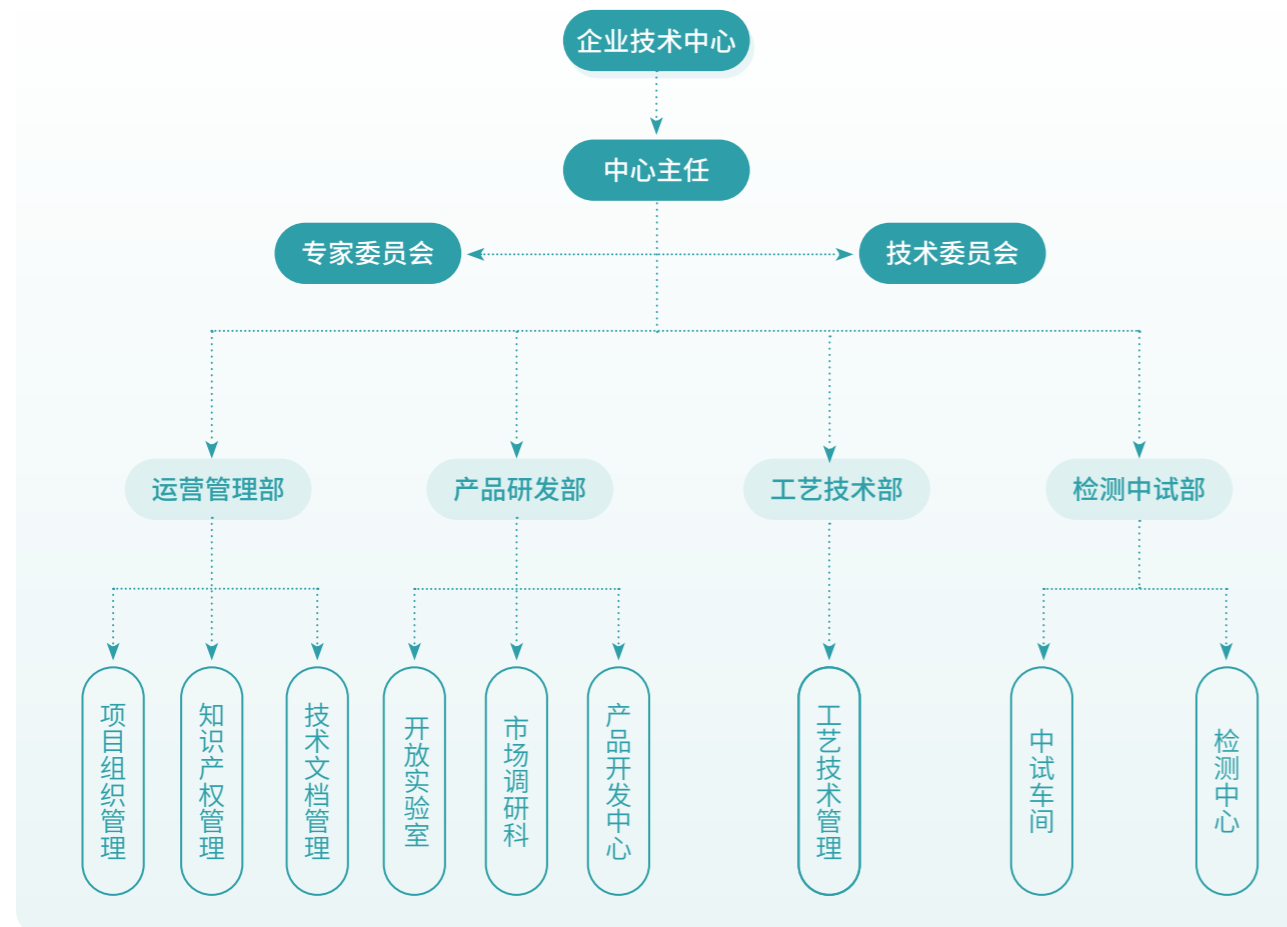 企业技术中心
中心主任
专家委员会
技术委员会
运营管理部
产品研发部
工艺技术部
检测中试部
项目组织管理
知识产权管理
技术文档管理
开放实验室
市场调研科
产品开发中心
工艺技术管理
中试车间
检测中心